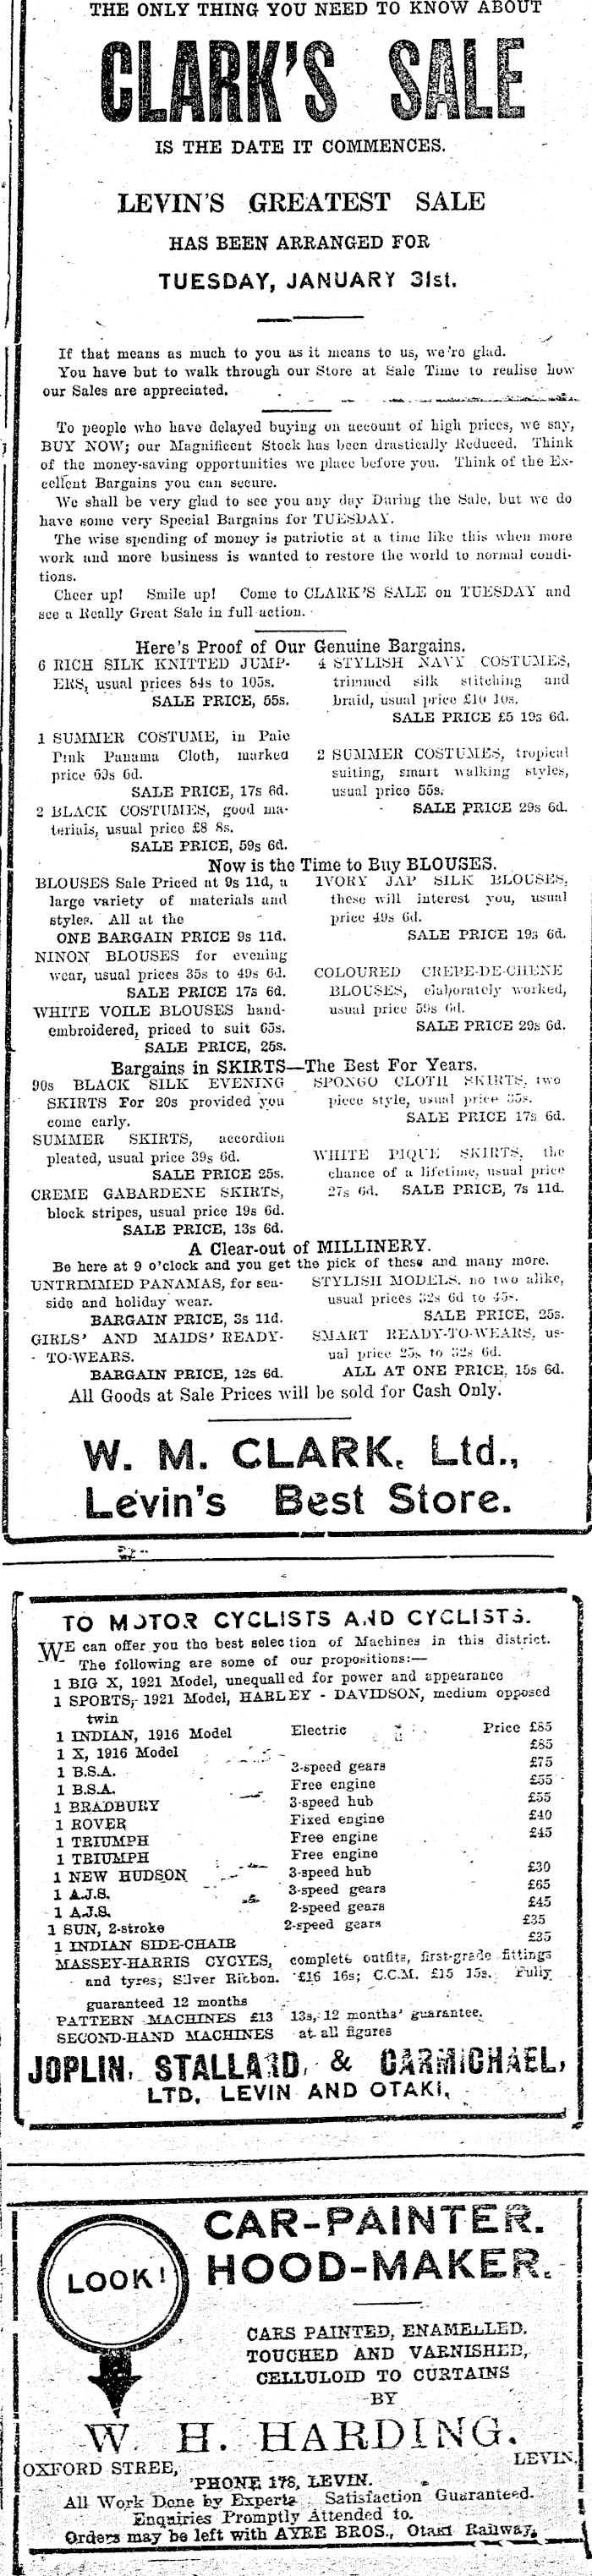 THE ONLY THING YOU NEED TO KNOW ABOUT
CLARK'S SALE
IS THE DATE IT COMMENCES.
LEVIN'S GREATEST SALE
HAS BEEN ARRANGED FOR
TUESDAY, JANUARY 31st.
If that means as much to you as it means to us, we're glad.
You have but to walk through our Store at Sale Time to realise how
our Sales are appreciated.
To people who have delayed buying on account of high prices, we say,
BUY NOW; our Magnificent Stock has been drastically Reduced. Think
of the money-saving opportunities we place before you. Think of the Ex-
cellent Bargains you can secure.
We shall be very glad to see you any day During the Sale, but we do
have some very Special Bargains for TUESDAY.
The wise spending of money is patriotic at a time like this when more
work and more business is wanted to restore the world to normal condi-
tions.
Cheer up! Smile up! Come to CLARK'S SALE on TUESDAY and
see a Really Great Sale in full action.
Here's Proof of Our Genuine Bargains.
6 RICH SILK KNITTED JUMP-
ERS, usual prices 84s to 105s.
SALE PRICE, 55s.
1 SUMMER COSTUME, in Pale
Pink Panama Cloth, marked
price 63s 6d.
SALE PRICE, 17s 6d.
2 BLACK COSTUMES, good ma-
terials, usual price £8 8s.
SALE PRICE, 59s 6d.
4 STYLISH NAVY COSTUMES,
trimmed silk stitching and
braid, usual price £10 10s.
SALE PRICE £5 19s 6d.
2 SUMMER COSTUMES, tropical
suiting, smart walking styles,
usual price 55s.
SALE PRICE 29s 6d.
Now is the Time to Buy BLOUSES.
BLOUSES Sale Priced at 9s 11d, a
large variety of materials and
styles. All at the
ONE BARGAIN PRICE 9s 11d.
NINON BLOUSES for evening
wear, usual prices 35s to 49s 6d.
SALE PRICE 17s 6d.
WHITE VOILE BLOUSES hand-
embroidered, priced to suit 65s.
SALE PRICE, 25s.
IVORY JAP SILK BLOUSES,
these will interest you, usual
price 49s 6d.
SALE PRICE 19s 6d.
COLOURED CREPE-DE-CHENE
BLOUSES, elaborately worked,
usual price 59s 6d.
SALE PRICE 29s 6d.
Bargains in SKIRTS—The Best For Years.
90s BLACK SILK EVENING
SKIRTS For 20s provided you
come early.
SUMMER SKIRTS, accordion
pleated, usual price 39s 6d.
SALE PRICE 25s.
CREME GABARDENE SKIRTS,
block stripes, usual price 19s 6d.
SALE PRICE, 13s 6d.
SPONGO CLOTH SKIRTS, two
piece style, usual price 35s.
SALE PRICE 17s 6d.
WHITE PIQUE SKIRTS, the
chance of a lifetime, usual price
27s 6d. SALE PRICE, 7s 11d.
A Clear-out of MILLINERY.
Be here at 9 o'clock and you get the pick of these and many more.
UNTRIMMED PANAMAS, for sea-
side and holiday wear.
BARGAIN PRICE, 3s 11d.
GIRLS' AND MAIDS' READY-
TO-WEARS.
BARGAIN PRICE, 12s 6d.
STYLISH MODELS, no two alike,
usual prices 32s 6d to 45s.
SALE PRICE, 25s.
SMART READY-TO-WEARS, us-
ual price 25s to 32s 6d.
ALL AT ONE PRICE, 15s 6d.
All Goods at Sale Prices will be sold for Cash Only.
W. M. CLARK, Ltd.,
Levin's Best Store.
TO MOTOR CYCLISTS AND CYCLISTS.
WE can offer you the best selection of Machines in this district.
The following are some of our propositions:—
1 BIG X, 1921 Model, unequalled for power and appearance
1 SPORTS, 1921 Model, HARLEY-DAVIDSON, medium opposed
twin
1 INDIAN, 1916 Model Electric Price £85
1 X, 1916 Model £85
1 B.S.A. 3-speed gears £75
1 B.S.A. Free engine £55
1 BRADBURY 3-speed hub £55
1 ROVER Fixed engine £40
1 TRIUMPH Free engine £45
1 TRIUMPH Free engine
1 NEW HUDSON 3-speed hub £30
1 A.J.S. 3-speed gears £65
1 A.J.S. 2-speed gears £45
1 SUN, 2-stroke 2-speed gears £35
1 INDIAN SIDE-CHAIR £35
MASSEY-HARRIS CYCYES, complete outfits, first-grade fittings
and tyres; Silver Ribbon. £16 16s; C.C.M. £15 15s. Fully
guaranteed 12 months
PATTERN MACHINES £13 13s, 12 months' guarantee.
SECOND-HAND MACHINES at all figures
JOPLIN, STALLARD, & CARMICHAEL,
LTD, LEVIN AND OTAKI,
LOOK!
CAR-PAINTER.
HOOD-MAKER.
CARS PAINTED, ENAMELLED,
TOUCHED AND VARNISHED,
CELLULOID TO CURTAINS
BY
W. H. HARDING.
OXFORD STREE, LEVIN.
'PHONE 178, LEVIN.
All Work Done by Experts Satisfaction Guaranteed.
Enquiries Promptly Attended to.
Orders may be left with AYRE BROS., Otaki Railway.